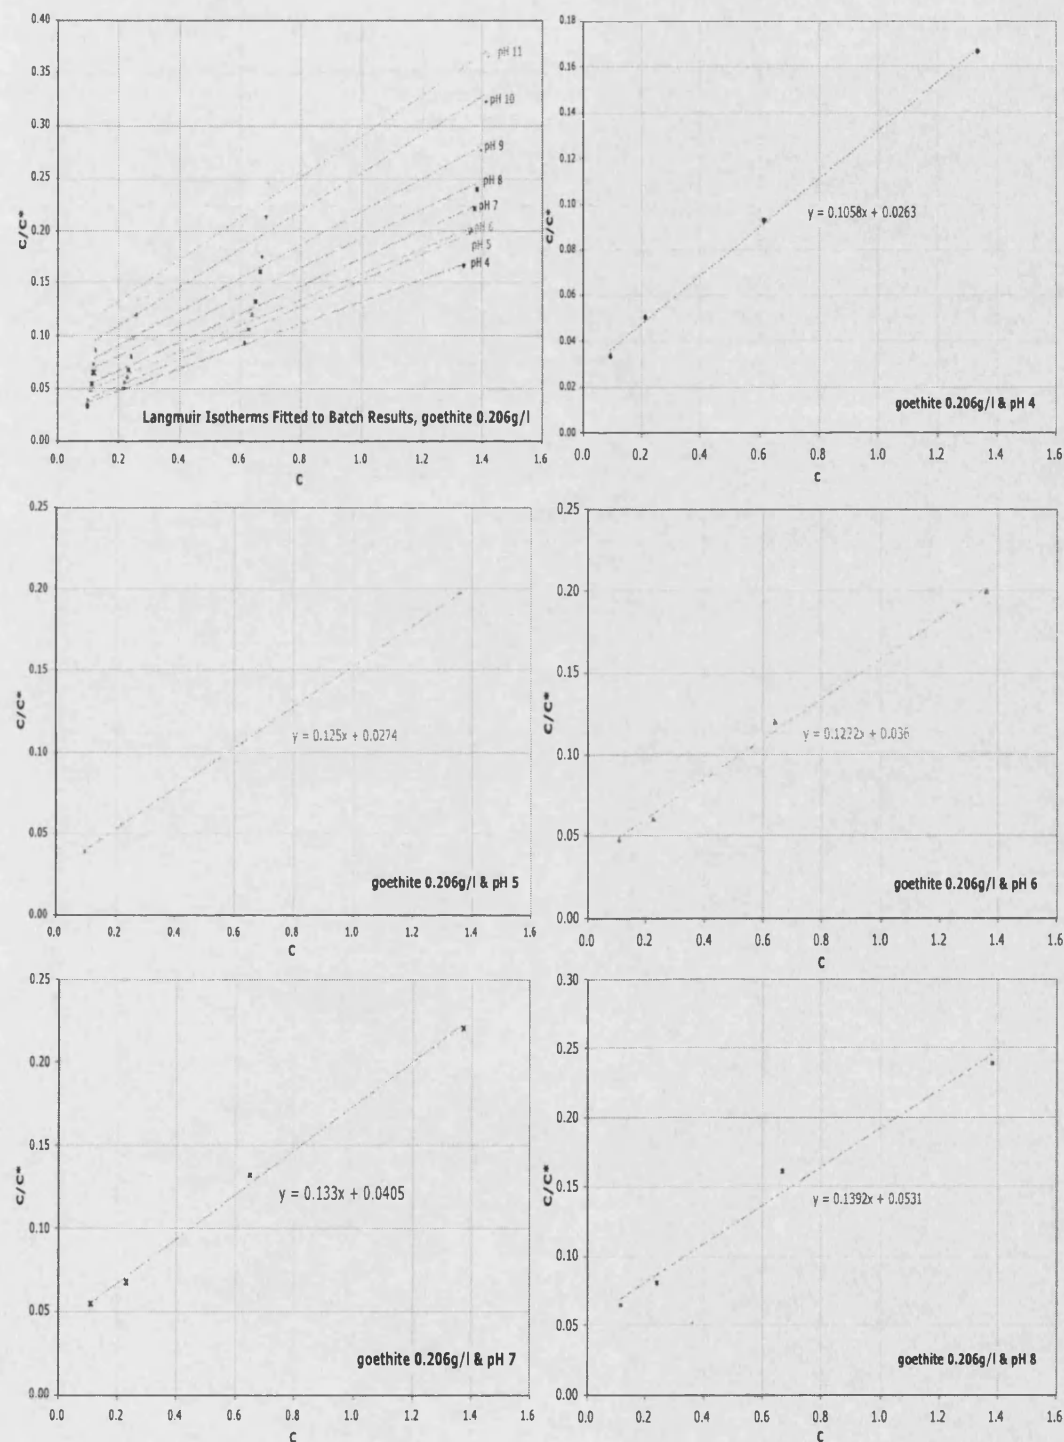 0.40
0.35
0.30
0.25
0.20
0.15
0.10
0.05
0.00
C/C*
pH 11
pH 10
pH 9
pH 8
pH 7
pH 6
pH 5
pH 4
Langmuir Isotherms Fitted to Batch Results, goethite 0.206g/l
0.0 0.2 0.4 0.6 0.8 1.0 1.2 1.4 1.6
C
0.18
0.16
0.14
0.12
0.10
0.08
0.06
0.04
0.02
0.00
C/C*
y = 0.1058x + 0.0263
goethite 0.206g/l & pH 4
0.0 0.2 0.4 0.6 0.8 1.0 1.2 1.4 1.6
C
0.25
0.20
0.15
0.10
0.05
0.00
C/C*
y = 0.125x + 0.0274
goethite 0.206g/l & pH 5
0.0 0.2 0.4 0.6 0.8 1.0 1.2 1.4 1.6
C
0.25
0.20
0.15
0.10
0.05
0.00
C/C*
y = 0.1232x + 0.036
goethite 0.206g/l & pH 6
0.0 0.2 0.4 0.6 0.8 1.0 1.2 1.4 1.6
C
0.25
0.20
0.15
0.10
0.05
0.00
C/C*
y = 0.133x + 0.0405
goethite 0.206g/l & pH 7
0.0 0.2 0.4 0.6 0.8 1.0 1.2 1.4 1.6
C
0.30
0.25
0.20
0.15
0.10
0.05
0.00
C/C*
y = 0.1392x + 0.0531
goethite 0.206g/l & pH 8
0.0 0.2 0.4 0.6 0.8 1.0 1.2 1.4 1.6
C